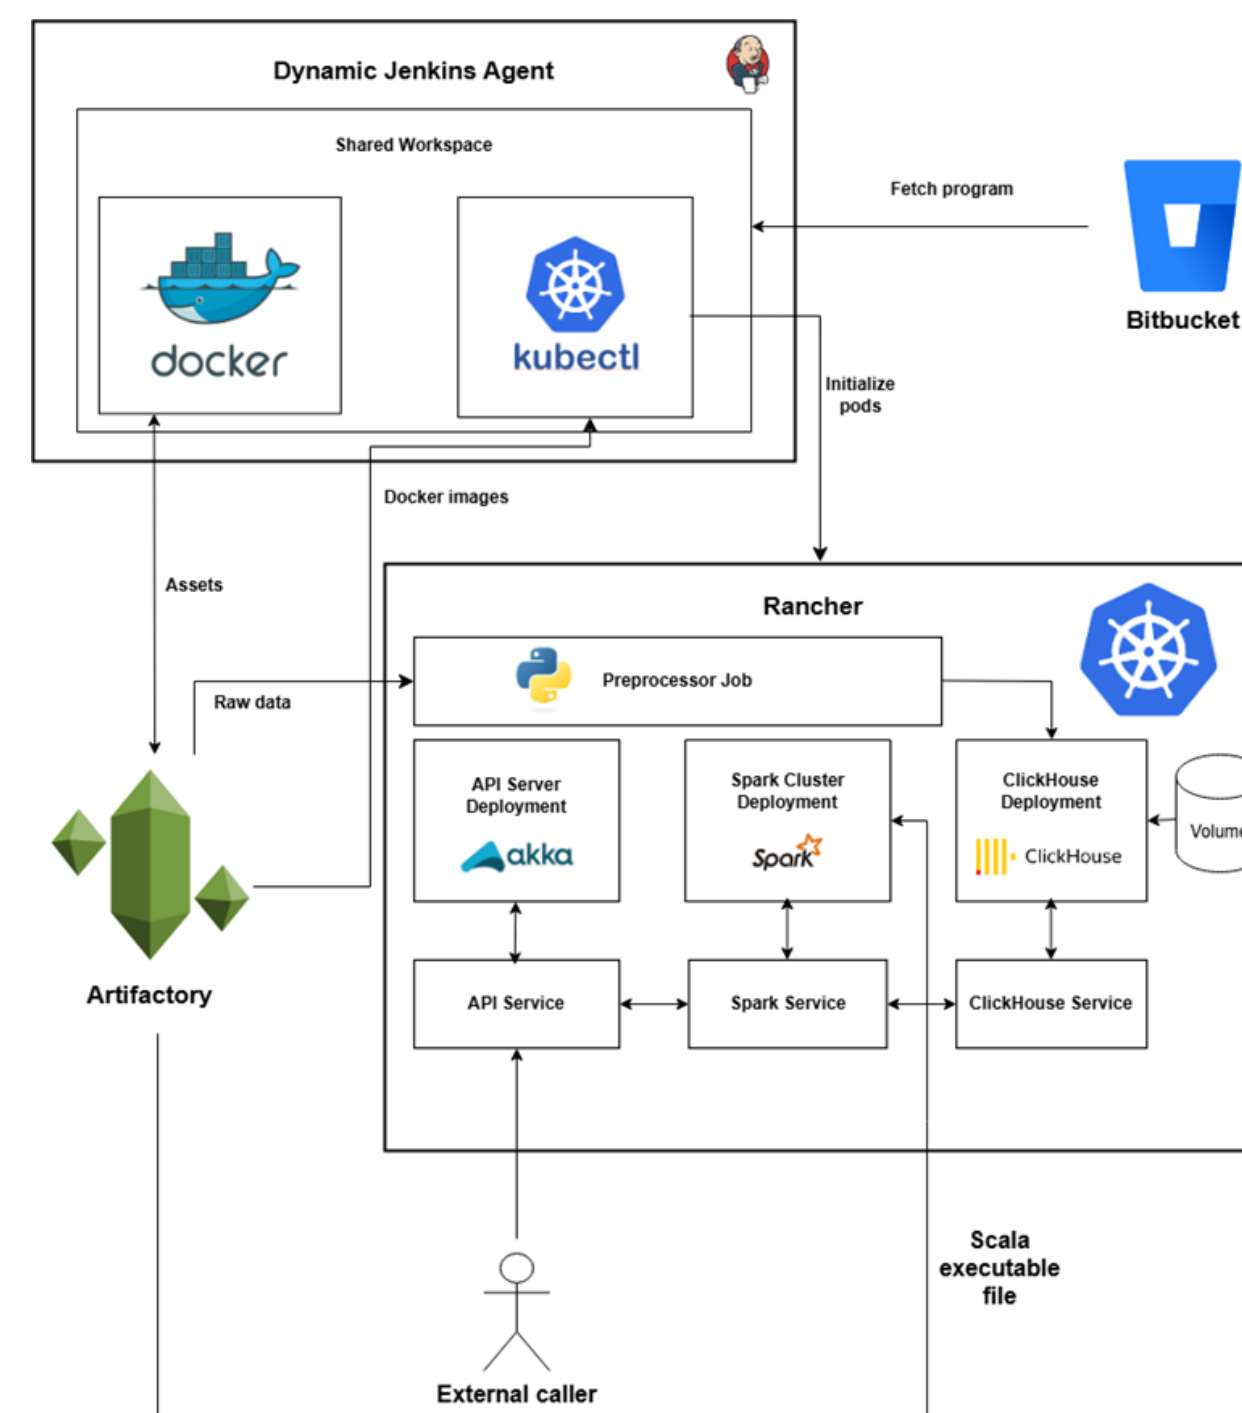 Dynamic Jenkins Agent
Shared Workspace
docker
kubectl
Fetch program
Bitbucket
Initialize
pods
Docker images
Assets
Rancher
Preprocessor Job
Raw data
API Server
Deployment
akka
Spark Cluster
Deployment
Spark
ClickHouse
Deployment
ClickHouse
Volume
Artifactory
API Service
Spark Service
ClickHouse Service
Scala
executable
file
External caller